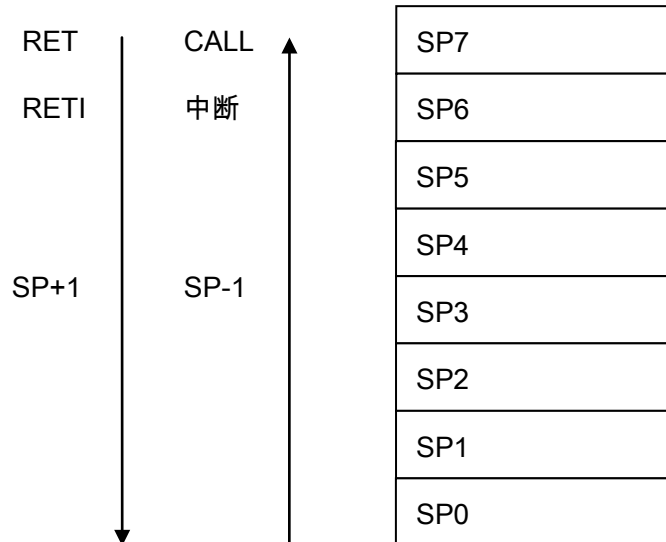 RET CALL SP7
RETI 中断 SP6
SP5
SP4
SP+1 SP-1
SP3
SP2
SP1
SP0